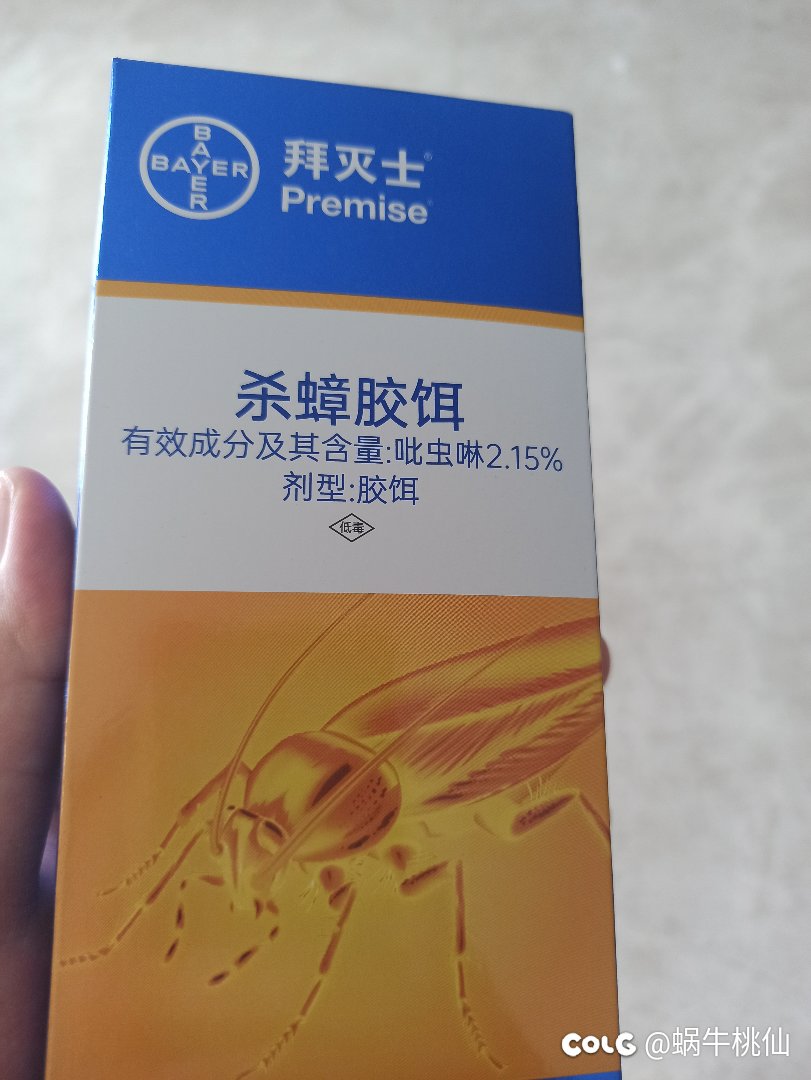 BAYER
BAYER
拜灭士®
Premise
杀蟑胶饵
有效成分及其含量:吡虫啉2.15%
剂型:胶饵
低毒
COLG @蜗牛桃仙